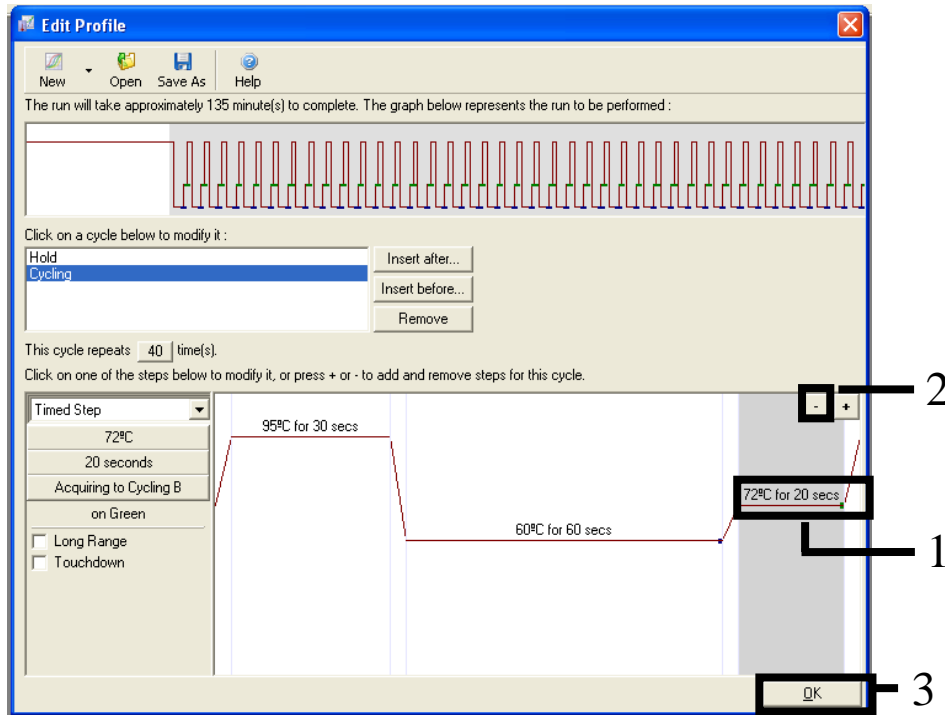 Edit Profile
New Open Save As Help
The run will take approximately 135 minute(s) to complete. The graph below represents the run to be performed :
Click on a cycle below to modify it :
Hold
Cycling
Insert after...
Insert before...
Remove
This cycle repeats 40 time(s).
Click on one of the steps below to modify it, or press + or - to add and remove steps for this cycle.
2
Timed Step
- +
72ºC
95ºC for 30 secs
20 seconds
Acquiring to Cycling B
72ºC for 20 secs
on Green
60ºC for 60 secs
Long Range
1
Touchdown
OK
3